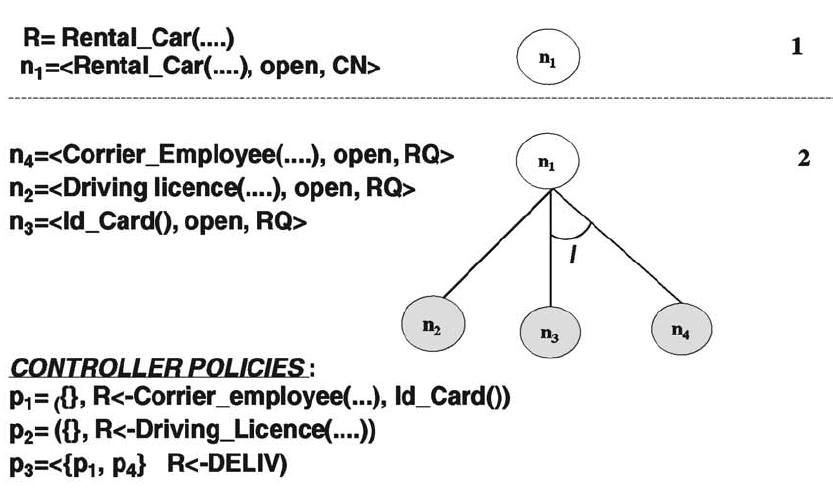 R= Rental_Car(....)
n₁=<Rental_Car(....), open, CN>
n₁
1
n₄=<Corrier_Employee(....), open, RQ>
n₂=<Driving licence(....), open, RQ>
n₃=<Id_Card(), open, RQ>
n₁
2
l
n₂
n₃
n₄
CONTROLLER POLICIES:
p₁= ({}, R<-Corrier_employee(...), Id_Card())
p₂= ({}, R<-Driving_Licence(....))
p₃=<{p₁, p₄} R<-DELIV)